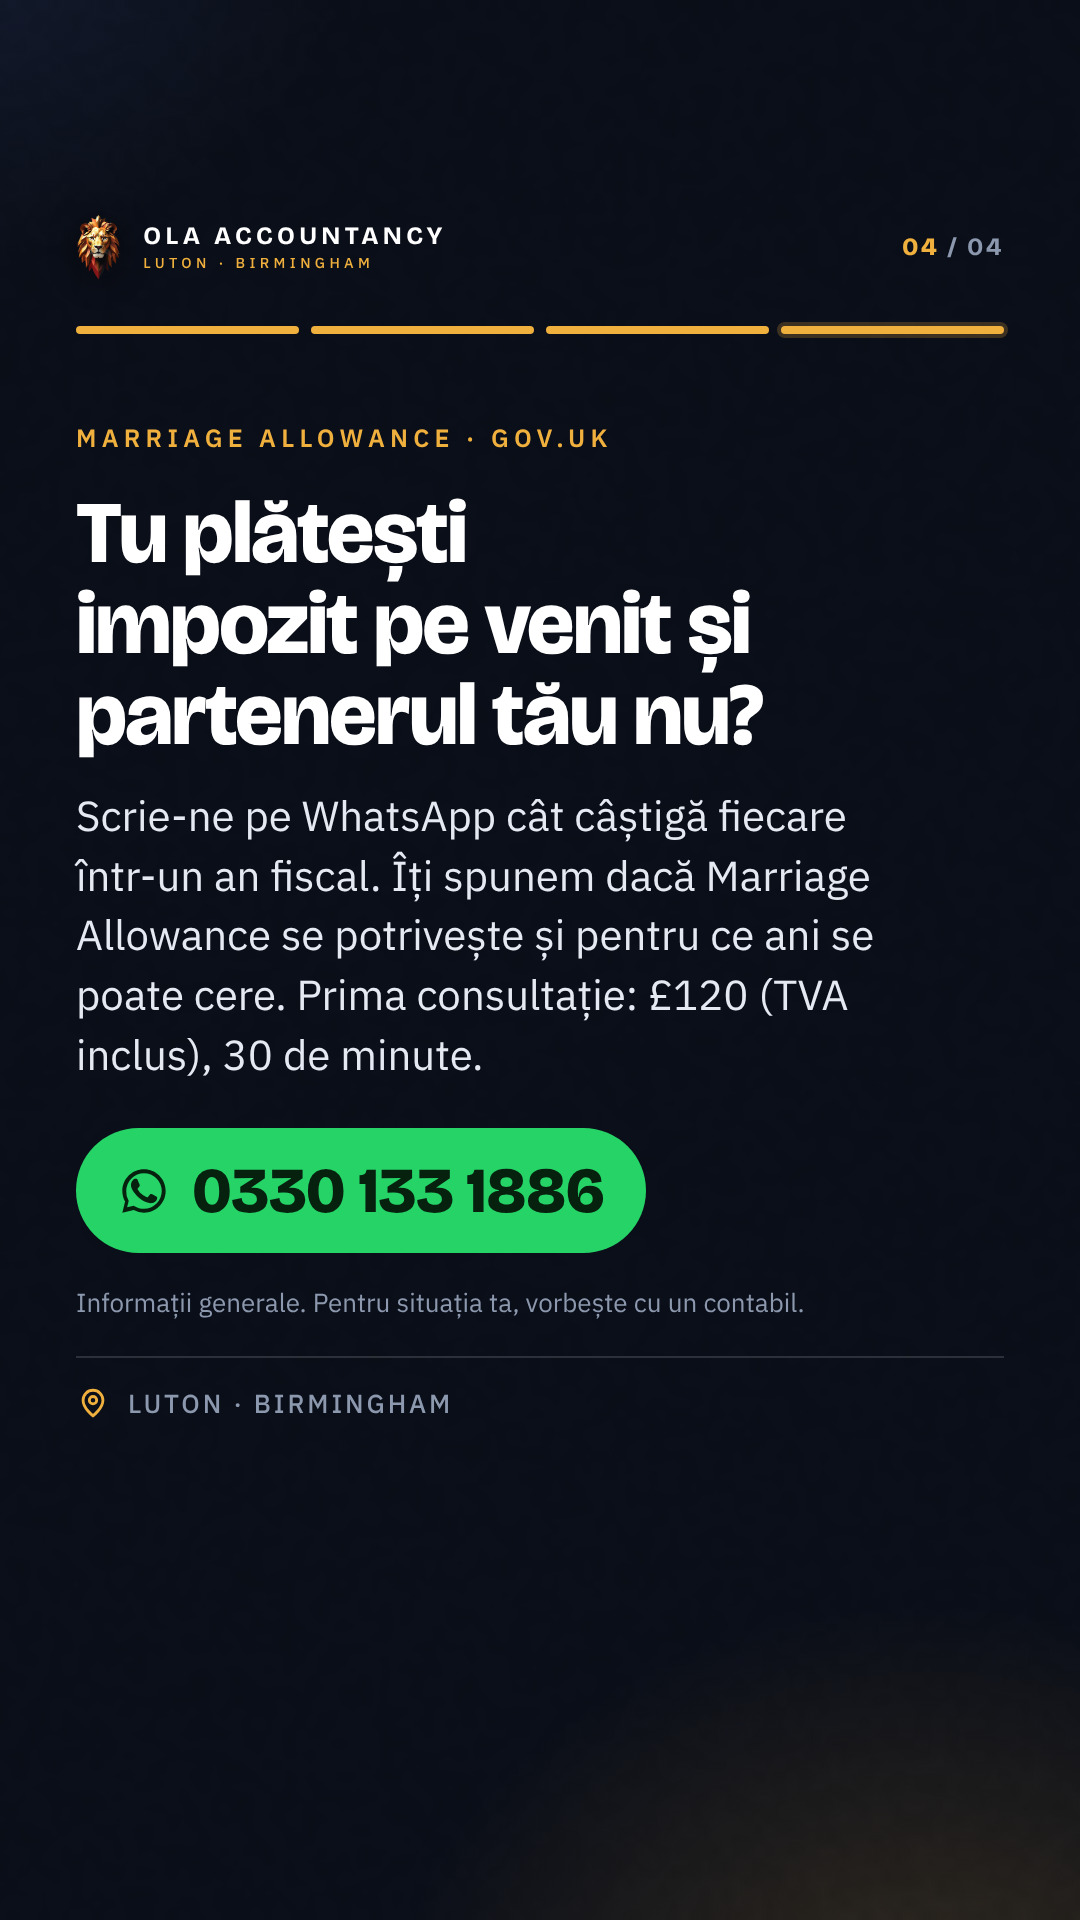 OLA ACCOUNTANCY
LUTON · BIRMINGHAM
04 / 04
MARRIAGE ALLOWANCE · GOV.UK
Tu plătești
impozit pe venit și
partenerul tău nu?
Scrie-ne pe WhatsApp cât câștigă fiecare
într-un an fiscal. Îți spunem dacă Marriage
Allowance se potrivește și pentru ce ani se
poate cere. Prima consultație: £120 (TVA
inclus), 30 de minute.
0330 133 1886
Informații generale. Pentru situația ta, vorbește cu un contabil.
LUTON · BIRMINGHAM